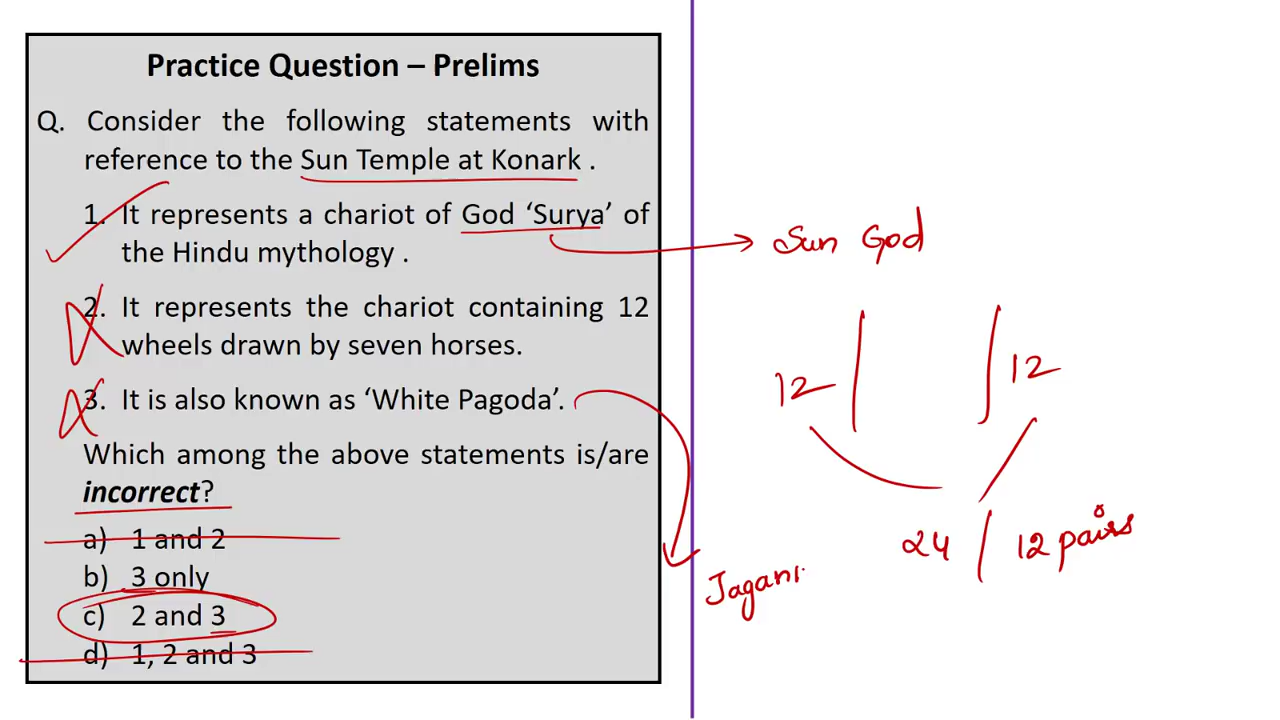 Practice Question – Prelims
Q. Consider the following statements with
reference to the Sun Temple at Konark .
1. It represents a chariot of God ‘Surya’ of
the Hindu mythology .
2. It represents the chariot containing 12
wheels drawn by seven horses.
3. It is also known as ‘White Pagoda’.
Which among the above statements is/are
incorrect?
a) 1 and 2
b) 3 only
c) 2 and 3
d) 1, 2 and 3
Sun God
12 12
24 12 pairs